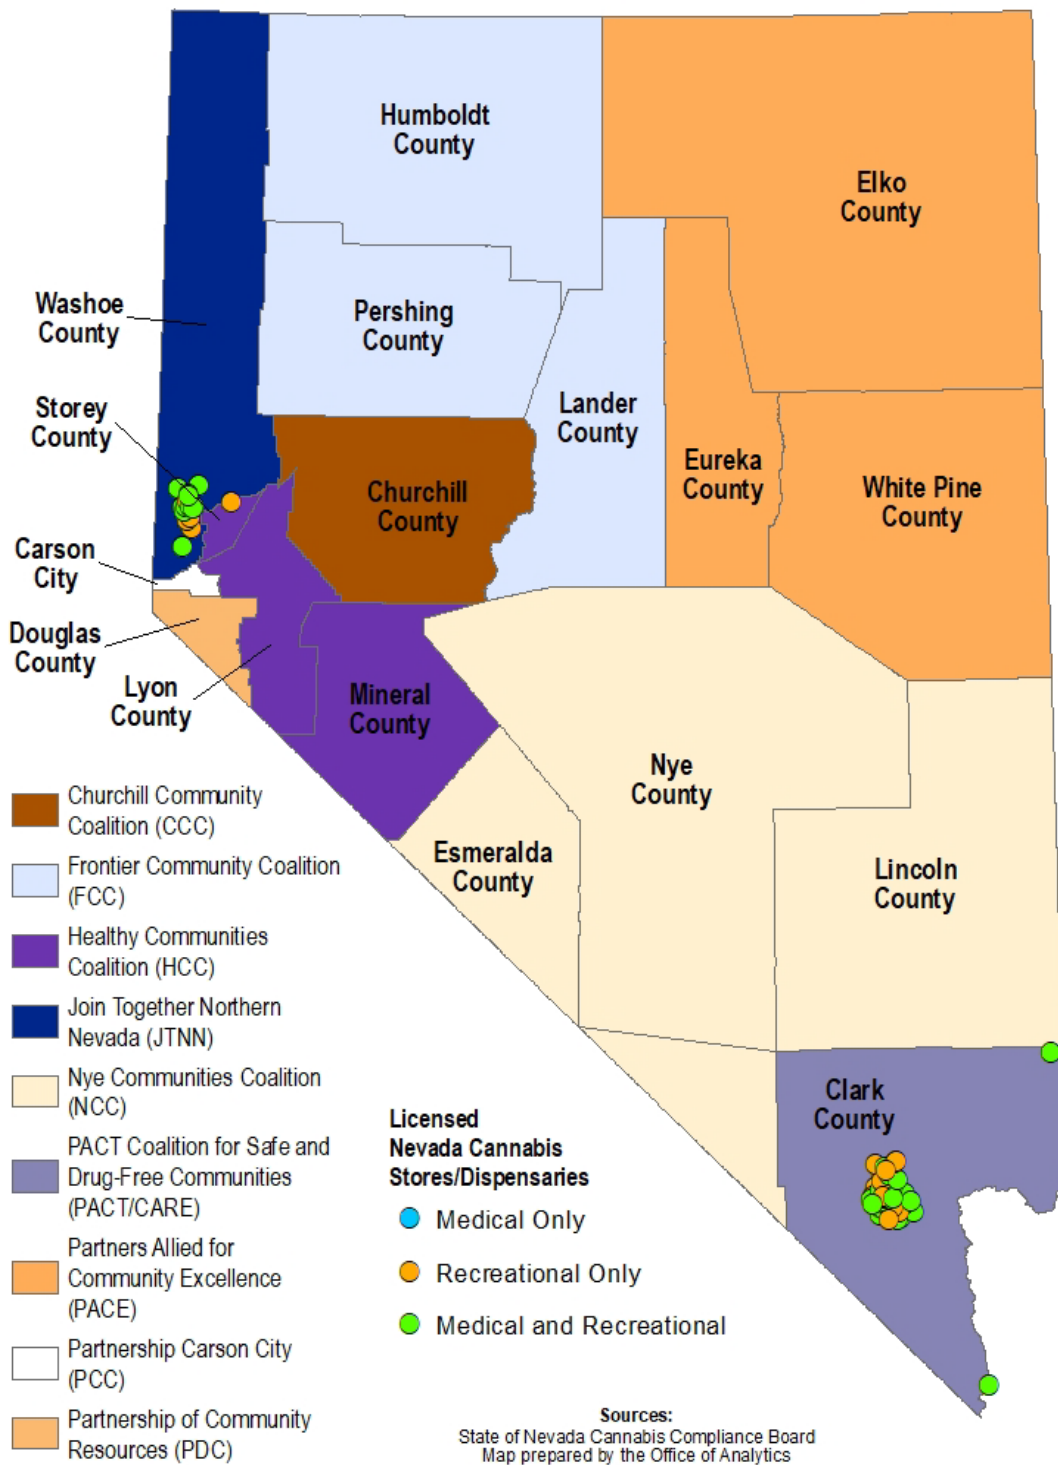 Humboldt
County
Elko
County
Washoe
County
Pershing
County
Storey
County
Lander
County
Eureka
County
White Pine
County
Churchill
County
Carson
City
Douglas
County
Lyon
County
Mineral
County
Nye
County
Esmeralda
County
Lincoln
County
Clark
County
Churchill Community
Coalition (CCC)
Frontier Community Coalition
(FCC)
Healthy Communities
Coalition (HCC)
Join Together Northern
Nevada (JTNN)
Nye Communities Coalition
(NCC)
PACT Coalition for Safe and
Drug-Free Communities
(PACT/CARE)
Partners Allied for
Community Excellence
(PACE)
Partnership Carson City
(PCC)
Partnership of Community
Resources (PDC)
Licensed
Nevada Cannabis
Stores/Dispensaries
Medical Only
Recreational Only
Medical and Recreational
Sources:
State of Nevada Cannabis Compliance Board
Map prepared by the Office of Analytics